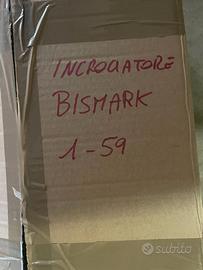 INCROCIATORE
BISMARK
1-59
subito